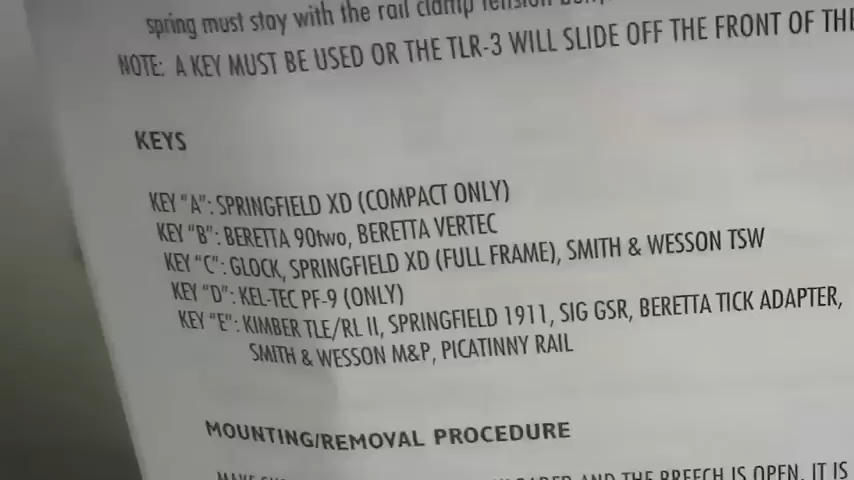 spring must stay with the rail clamp tension
NOTE: A KEY MUST BE USED OR THE TLR-3 WILL SLIDE OFF THE FRONT OF THE
KEYS
KEY "A": SPRINGFIELD XD (COMPACT ONLY)
KEY "B": BERETTA 90two, BERETTA VERTEC
KEY "C": GLOCK, SPRINGFIELD XD (FULL FRAME), SMITH & WESSON TSW
KEY "D": KEL-TEC PF-9 (ONLY)
KEY "E": KIMBER TLE/RL II, SPRINGFIELD 1911, SIG GSR, BERETTA TICK ADAPTER,
SMITH & WESSON M&P, PICATINNY RAIL
MOUNTING/REMOVAL PROCEDURE
AND THE BREECH IS OPEN. IT IS